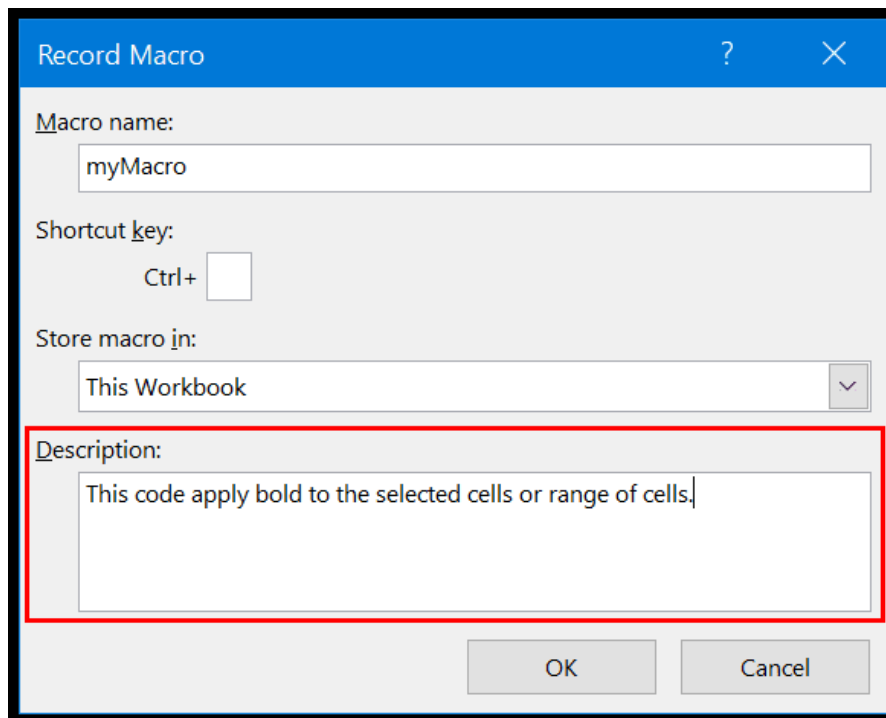 Record Macro ?
Macro name:
myMacro
Shortcut key:
Ctrl+
Store macro in:
This Workbook
Description:
This code apply bold to the selected cells or range of cells.
OK Cancel